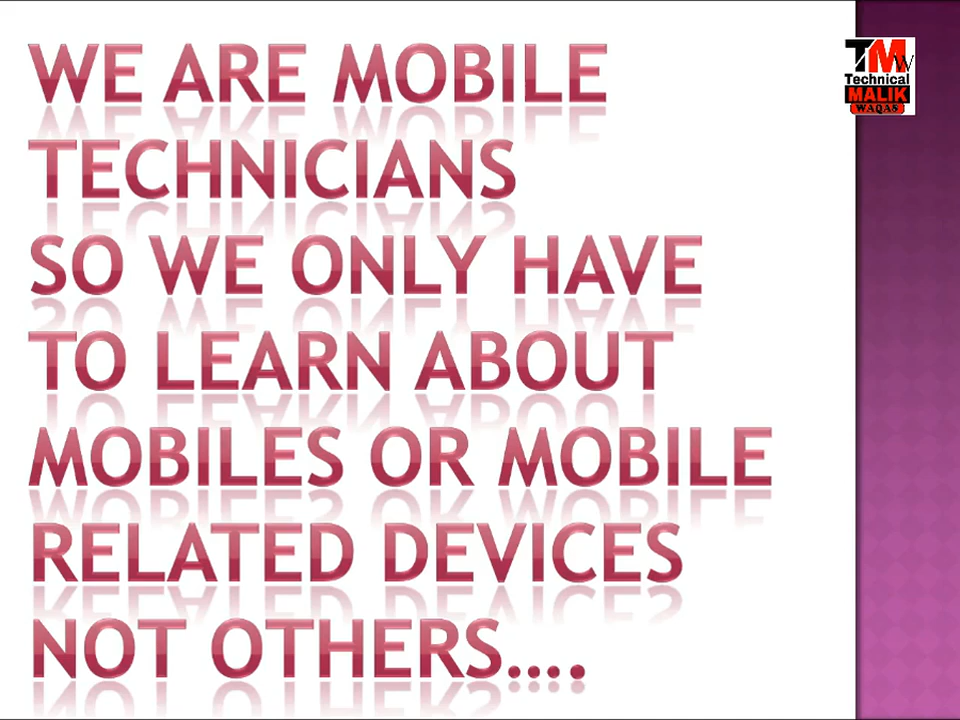 WE ARE MOBILE
TECHNICIANS
SO WE ONLY HAVE
TO LEARN ABOUT
MOBILES OR MOBILE
RELATED DEVICES
NOT OTHERS....
TMW
Technical
MALIK
WAQAS